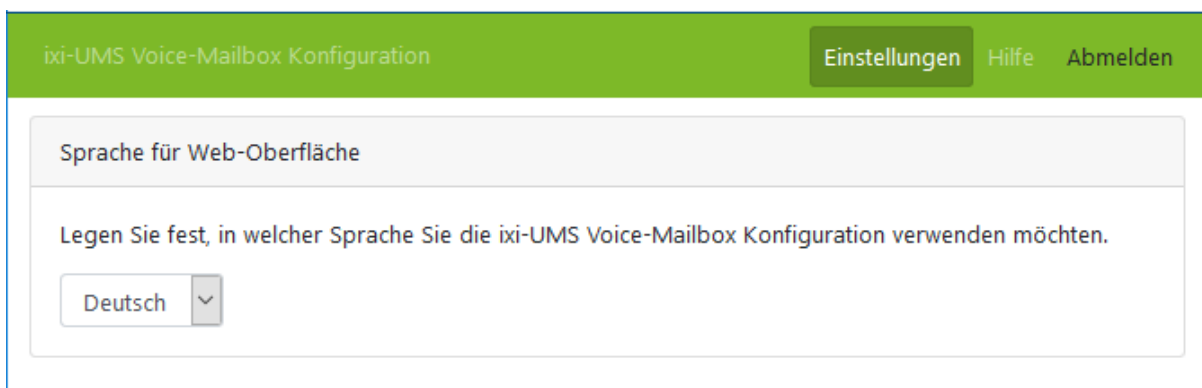 ixi-UMS Voice-Mailbox Konfiguration Einstellungen Hilfe Abmelden
Sprache für Web-Oberfläche
Legen Sie fest, in welcher Sprache Sie die ixi-UMS Voice-Mailbox Konfiguration verwenden möchten.
Deutsch